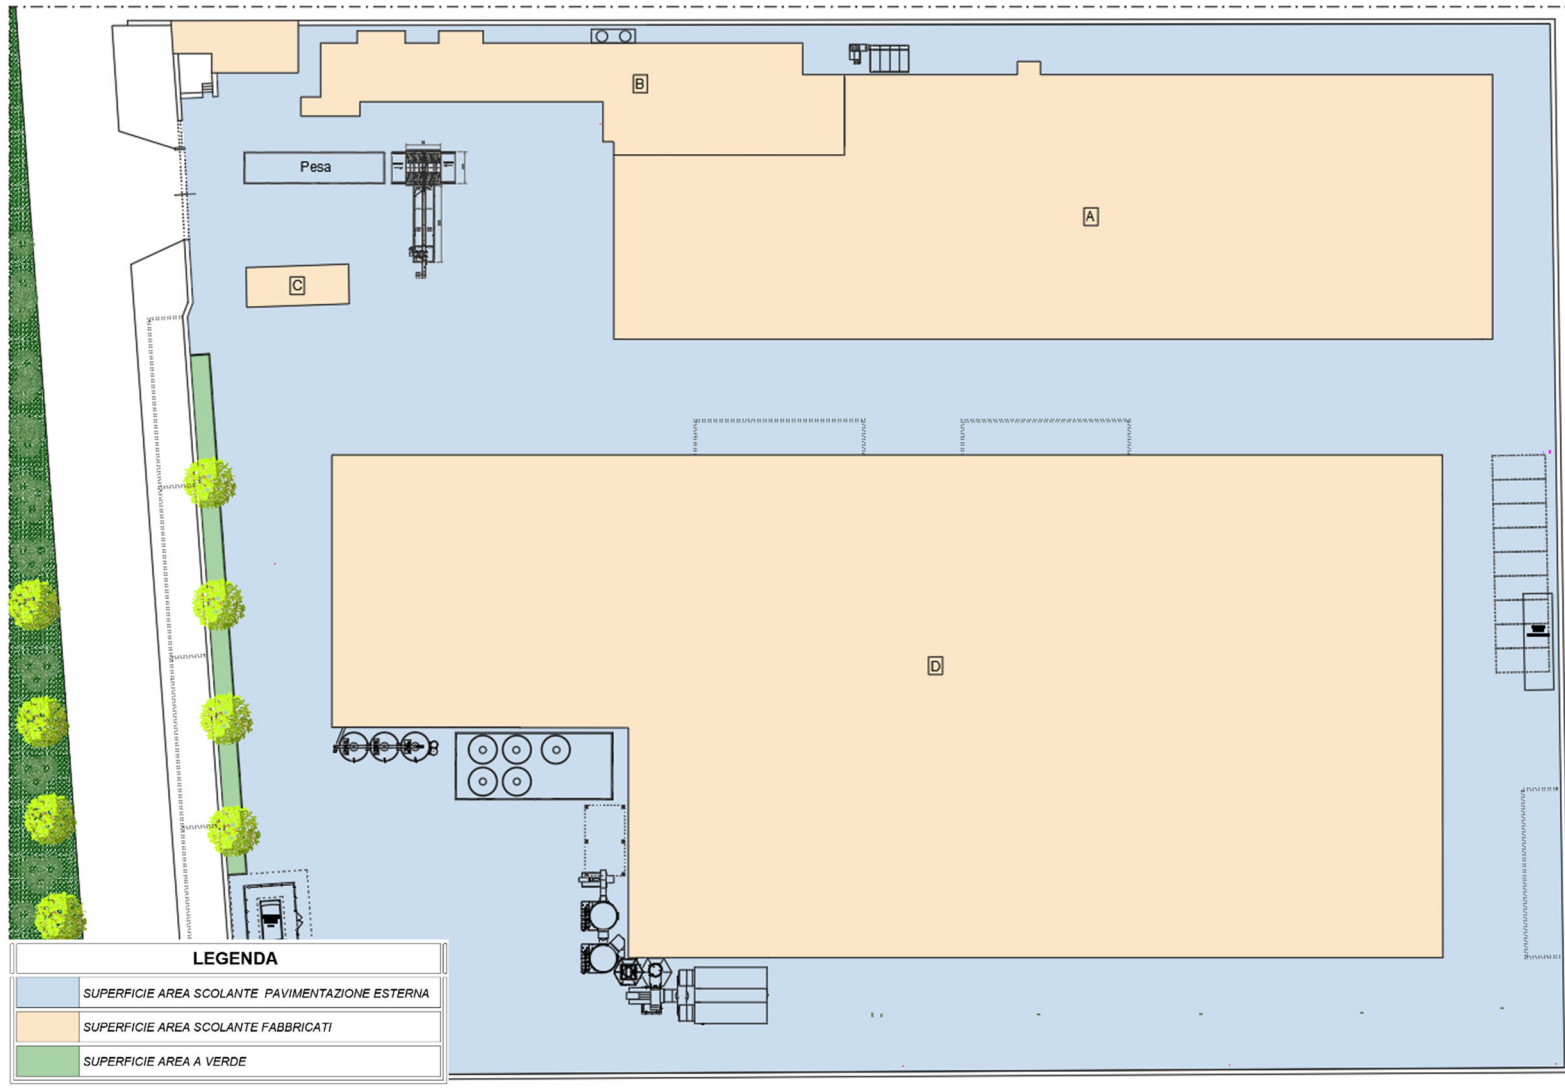 B
Pesa
A
C
D
LEGENDA
SUPERFICIE AREA SCOLANTE PAVIMENTAZIONE ESTERNA
SUPERFICIE AREA SCOLANTE FABBRICATI
SUPERFICIE AREA A VERDE